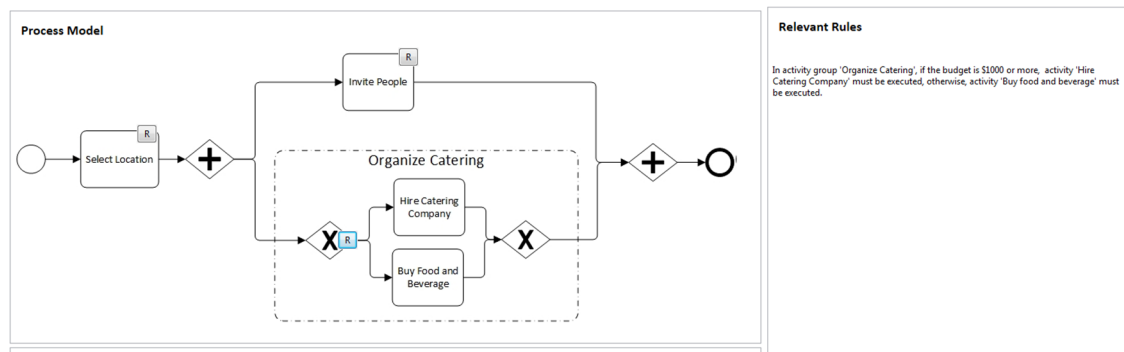 Process Model
Relevant Rules
In activity group 'Organize Catering', if the budget is $1000 or more, activity 'Hire
Catering Company' must be executed, otherwise, activity 'Buy food and beverage' must
be executed.
R
Invite People
R
Select Location
Organize Catering
Hire Catering
Company
X
R
X
Buy Food and
Beverage